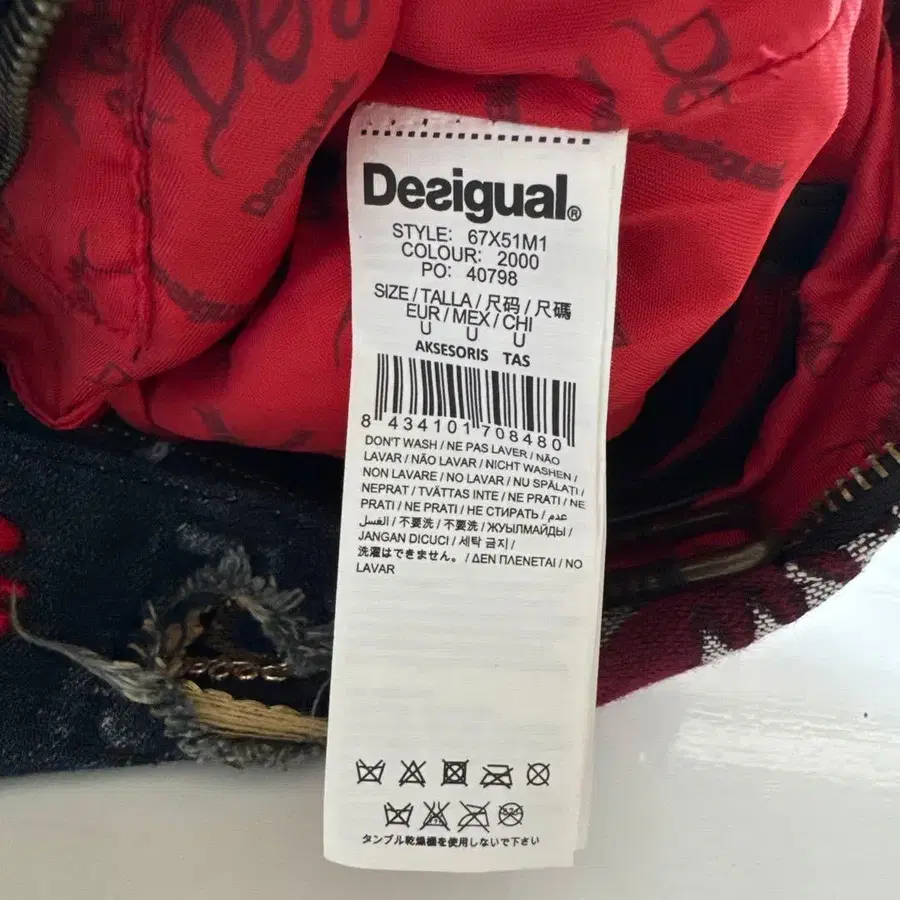 Desigual
Desigual
Desigual®
STYLE: 67X51M1
COLOUR: 2000
PO: 40798
SIZE / TALLA / 尺码 / 尺碼
EUR / MEX / CHI
U U U
AKSESORIS TAS
8 434101 708480
DON'T WASH / NE PAS LAVER / NÃO
LAVAR / NÃO LAVAR / NICHT WASHEN /
NON LAVARE / NO LAVAR / NU SPĂLAȚI /
NEPRAT / TVÄTTAS INTE / NE PRATI / NE
PRATI / NE PRATI / НЕ СТИРАТЬ / عدم
الغسل / 不要洗 / 不要洗 / ЖУЫЛМАЙДЫ /
JANGAN DICUCI / 세탁 금지 /
洗濯はできません。 / ΔΕΝ ΠΛΕΝΕΤΑΙ / NO
LAVAR
タンブル乾燥機を使用しないで下さい